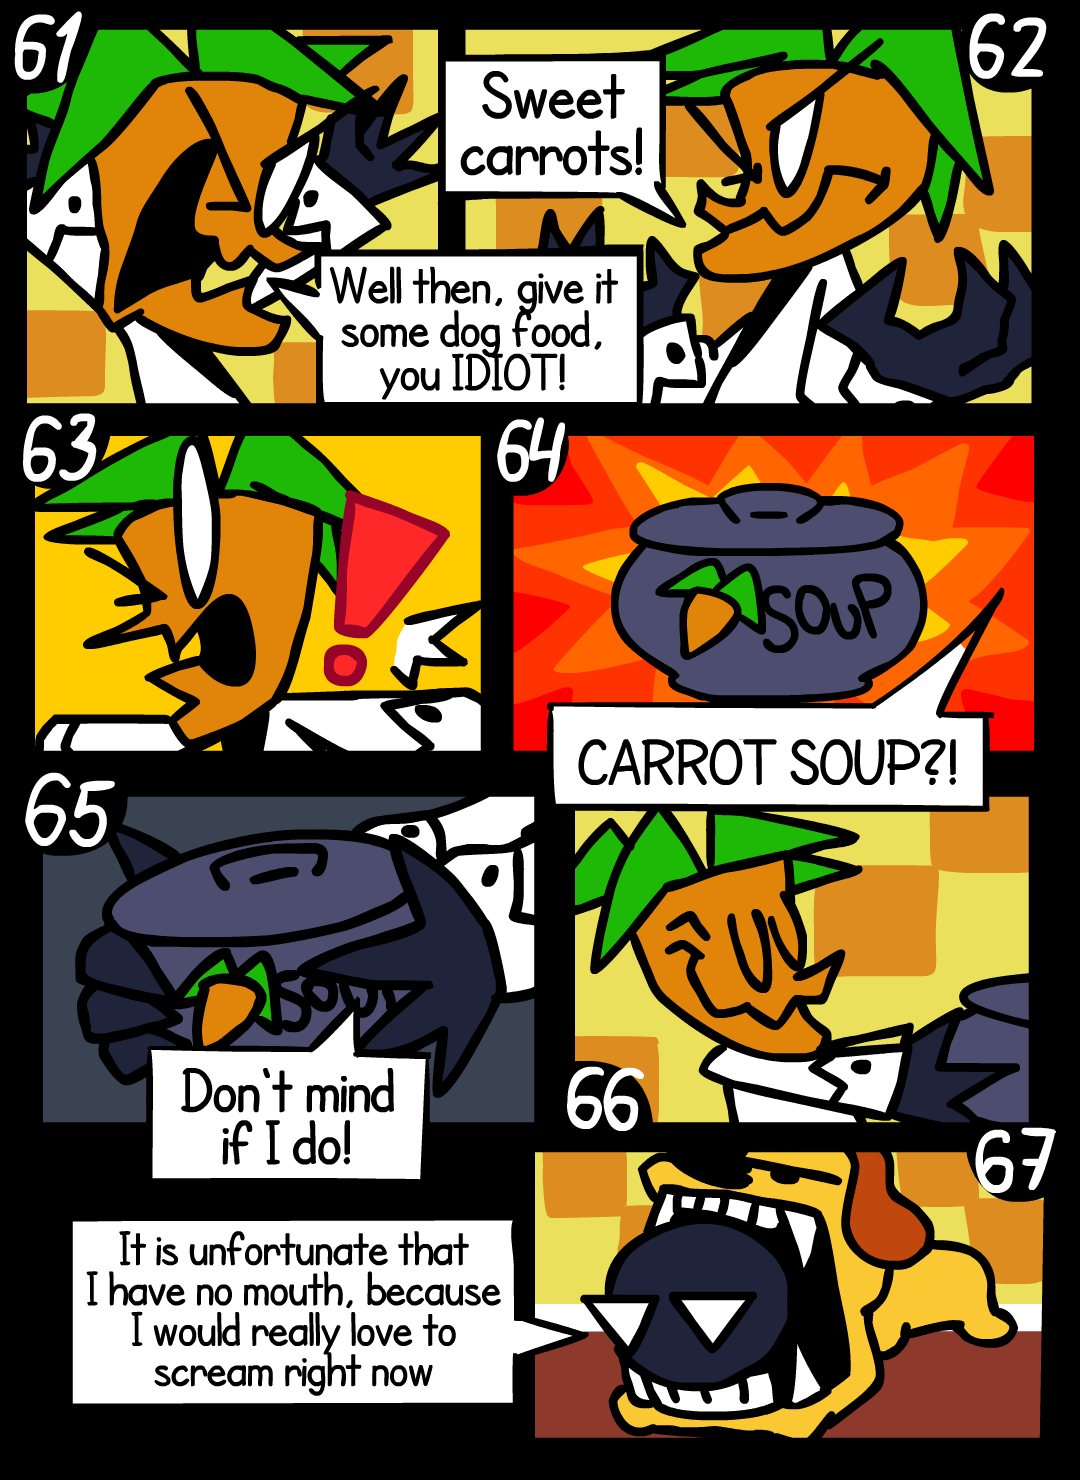 61
Well then, give it
some dog food,
you IDIOT!
62
Sweet
carrots!
63
64
SOUP
CARROT SOUP?!
65
SOUP
Don't mind
if I do!
66
67
It is unfortunate that
I have no mouth, because
I would really love to
scream right now